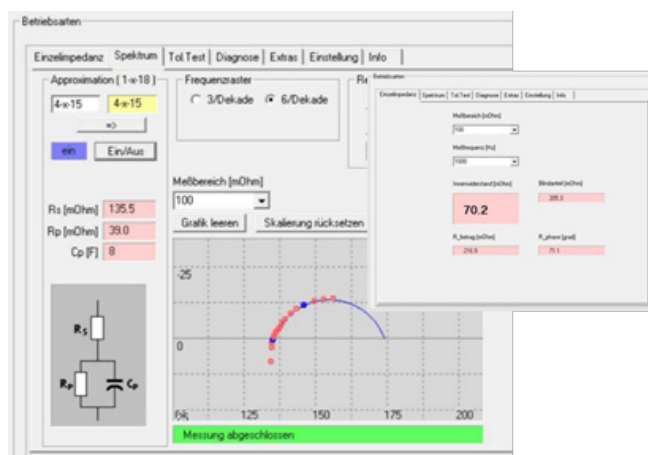 Betriebsarten
Einzelimpedanz Spektrum Tol.Test Diagnose Extras Einstellung Info
Approximation ( 1-∞-18 )
4-∞-15 4-∞-15
=>
ein Ein/Aus
Rs [mOhm] 135.5
Rp [mOhm] 39.0
Cp [F] 8
Rs
Rp Cp
Frequenzraster
3/Dekade 6/Dekade
Re
Meßbereich [mOhm]
100
Grafik leeren Skalierung rücksetzen
-25
0
125 150 175 200
Messung abgeschlossen
Betriebsarten
Einzelimpedanz Spektrum Tol.Test Diagnose Extras Einstellung Info
Meßbereich [mOhm]
100
Meßfrequenz [Hz]
1000
Innenwiderstand [mOhm] Blindanteil [mOhm]
70.2 205.3
R_betrag [mOhm] R_phase [grad]
216.9 71.1